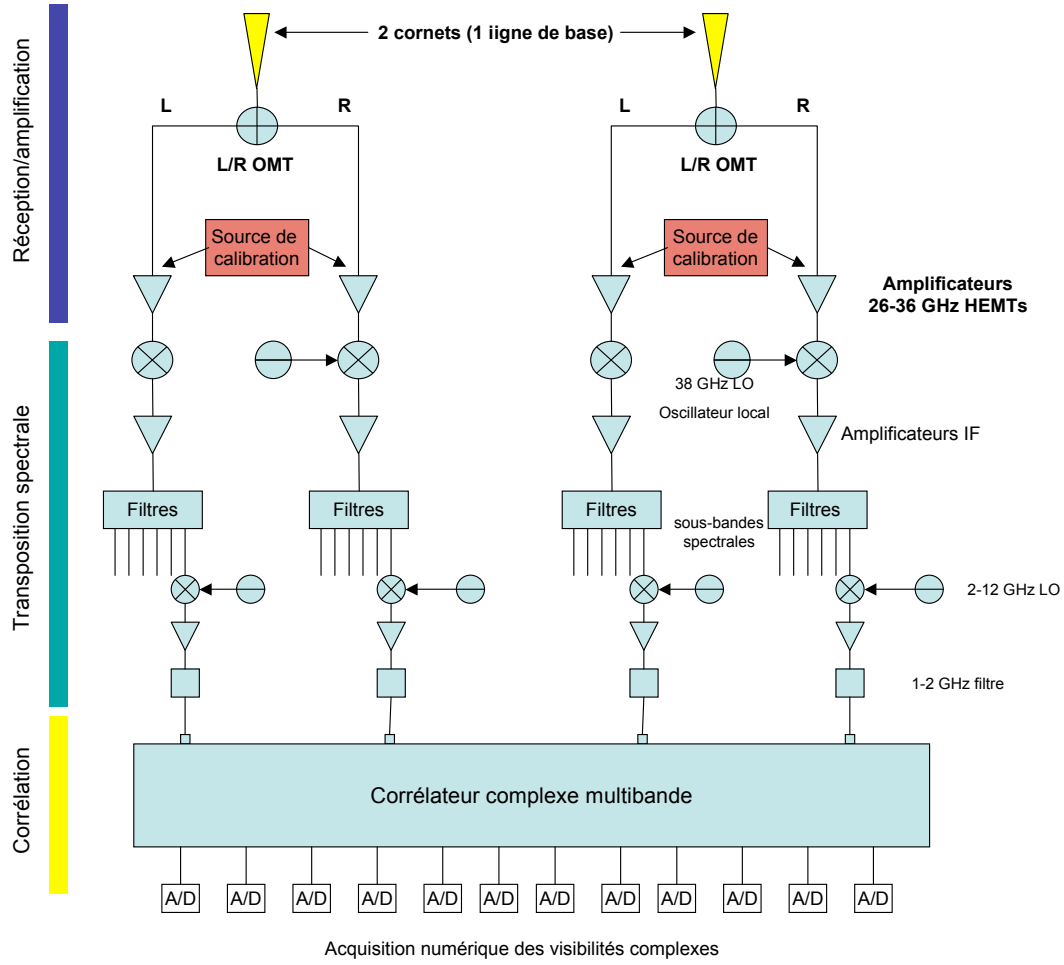 2 cornets (1 iigne de base)
L
R
L
R
L/R OMT
L/R OMT
Réception/amplification
Source de
calibration
Source de
calibration
Amplificateurs
26-36 GHz HEMTs
38 GHz LO
Oscillateur local
Amplificateurs IF
Transposition spectrale
Filtres
Filtres
Filtres
Filtres
sous-bandes
spectrales
2-12 GHz LO
1-2 GHz filtre
Corrélation
Corrélateur complexe multibande
A/D
A/D
A/D
A/D
A/D
A/D
A/D
A/D
A/D
A/D
A/D
A/D
Acquisition numérique des visibilités complexes